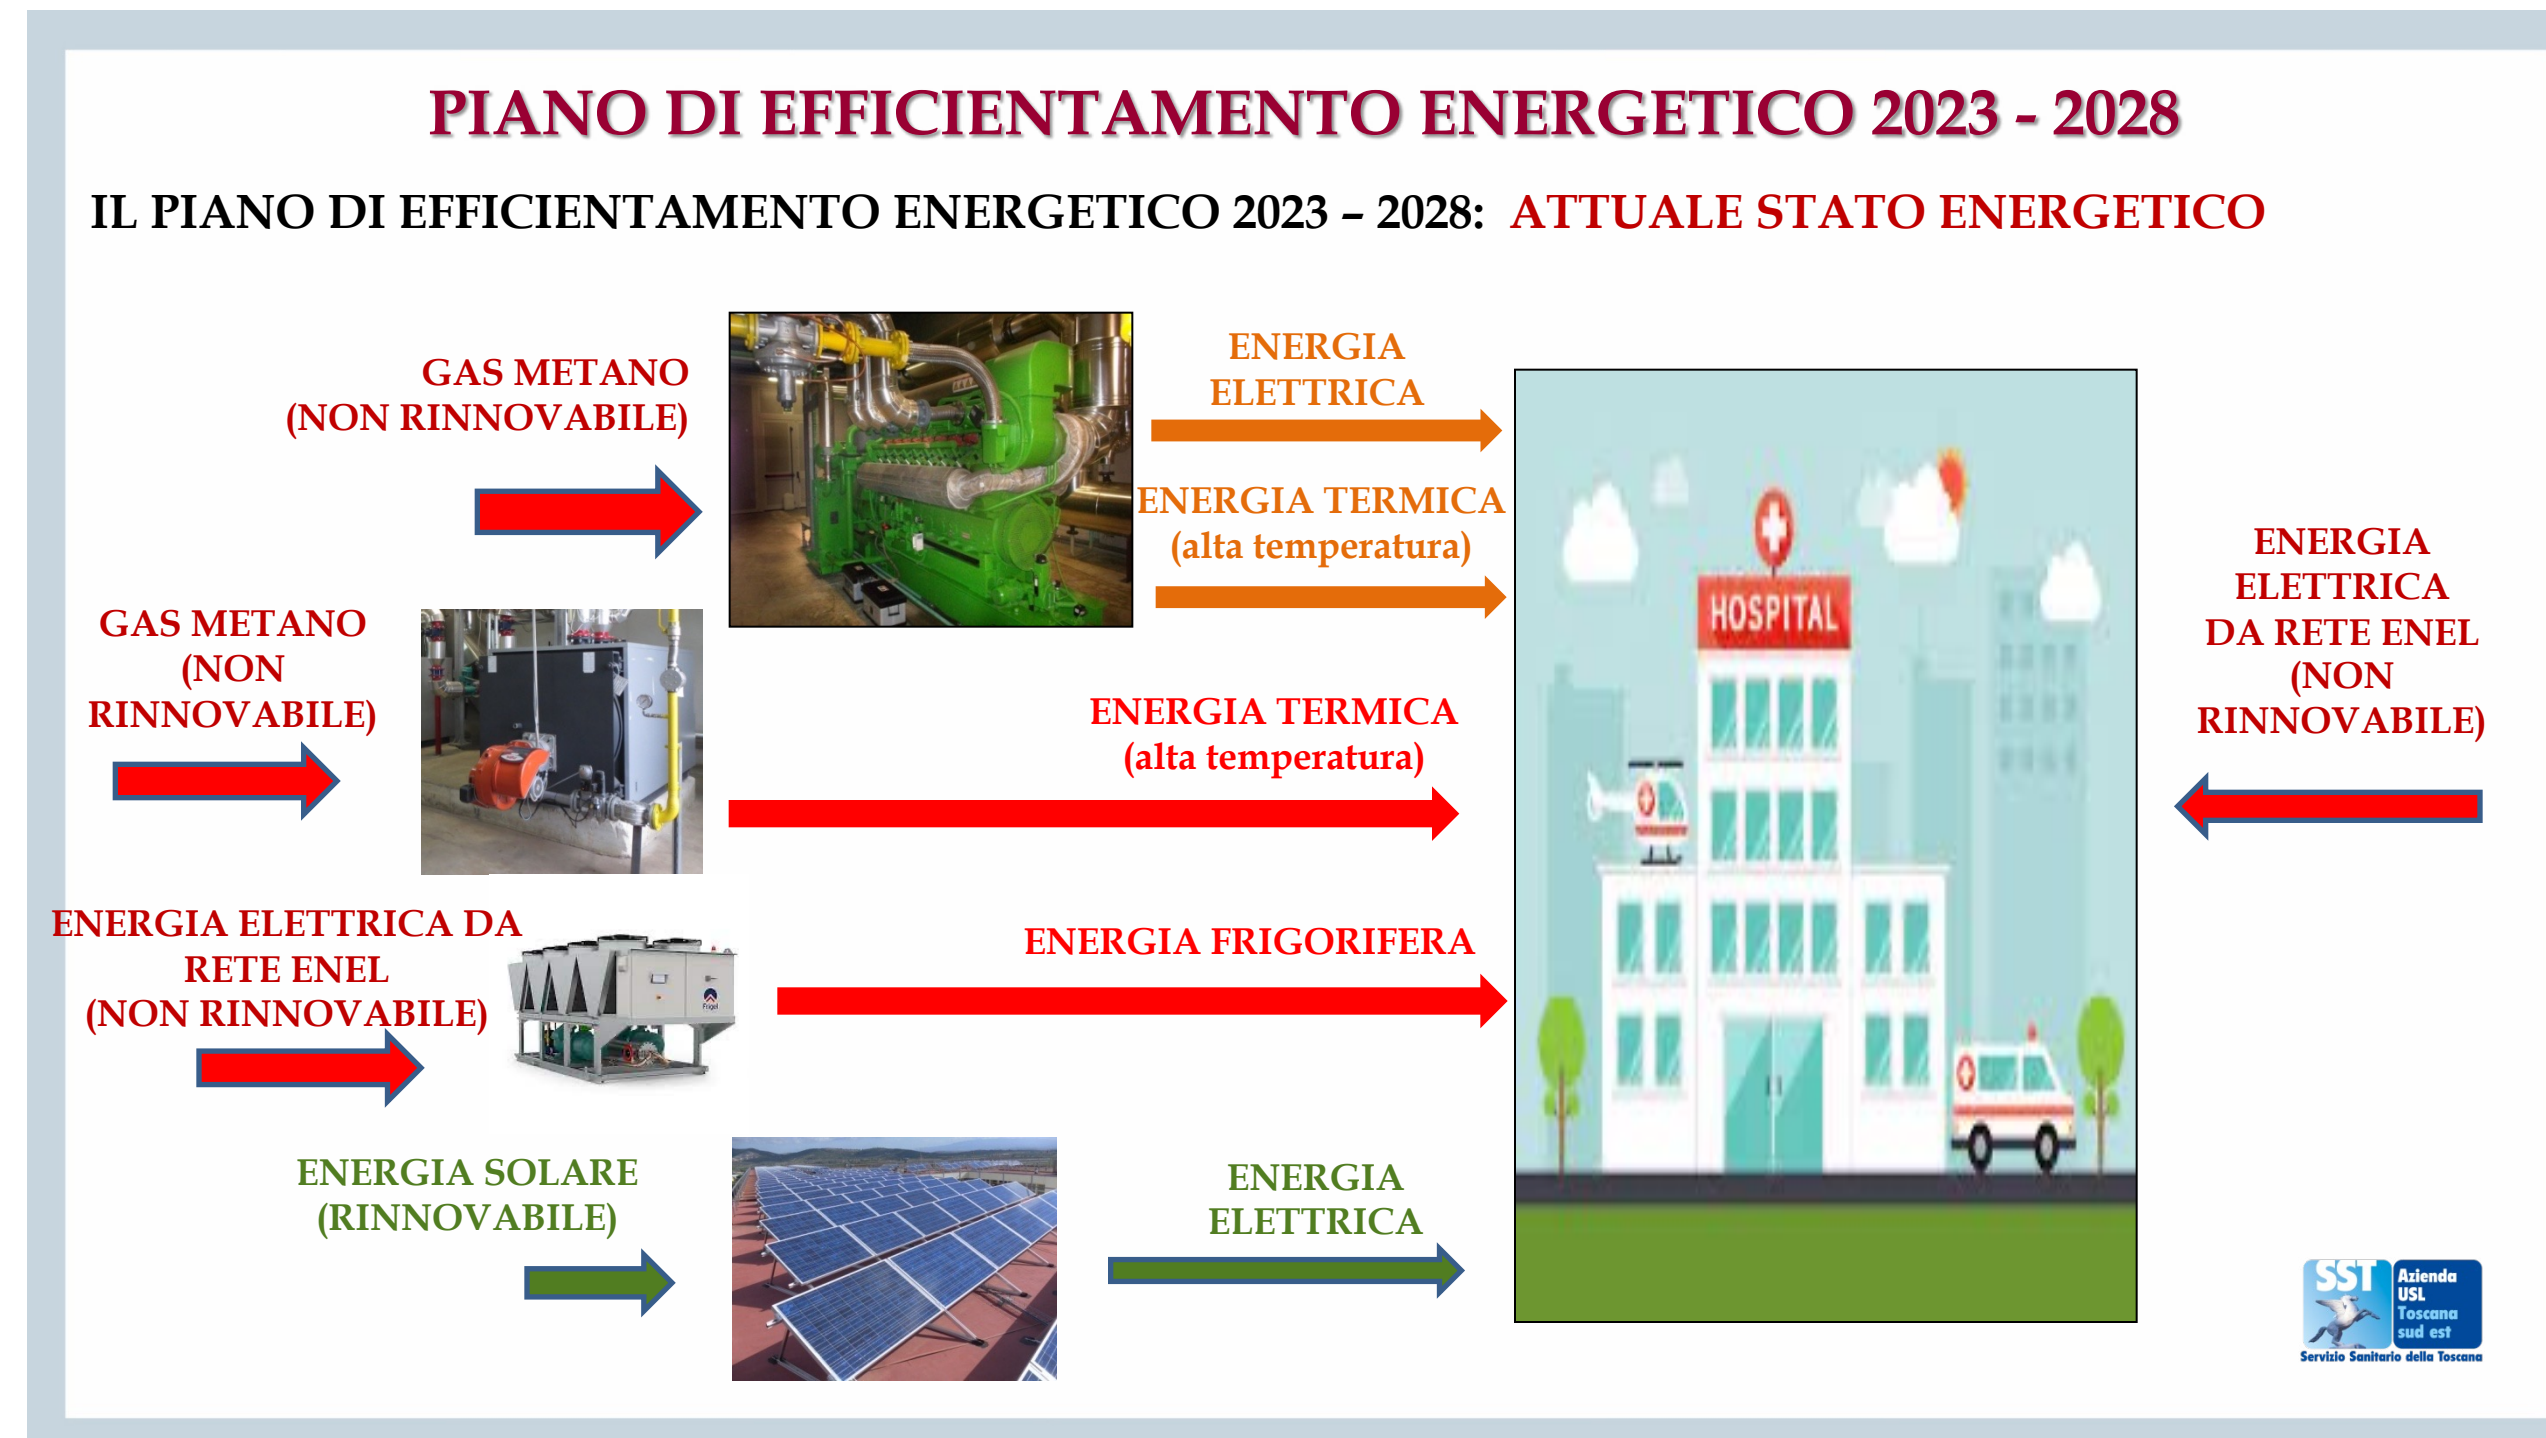 PIANO DI EFFICIENTAMENTO ENERGETICO 2023 - 2028
IL PIANO DI EFFICIENTAMENTO ENERGETICO 2023 – 2028: ATTUALE STATO ENERGETICO
GAS METANO
(NON RINNOVABILE)
ENERGIA
ELETTRICA
ENERGIA TERMICA
(alta temperatura)
GAS METANO
(NON
RINNOVABILE)
ENERGIA TERMICA
(alta temperatura)
HOSPITAL
ENERGIA
ELETTRICA
DA RETE ENEL
(NON
RINNOVABILE)
ENERGIA ELETTRICA DA
RETE ENEL
(NON RINNOVABILE)
Frigel
ENERGIA FRIGORIFERA
ENERGIA SOLARE
(RINNOVABILE)
ENERGIA
ELETTRICA
SST
Azienda
USL
Toscana
sud est
Servizio Sanitario della Toscana